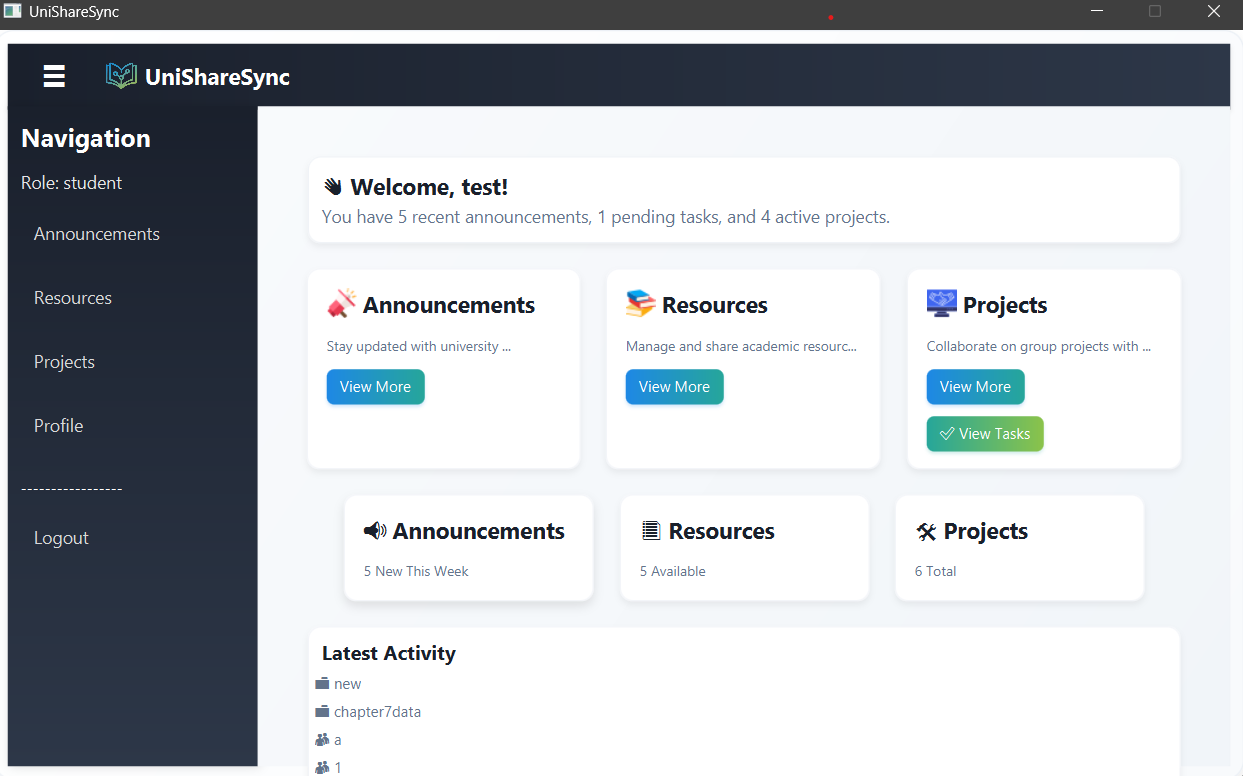 UniShareSync
UniShareSync
Navigation
Role: student
Announcements
Resources
Projects
Profile
-----------------
Logout
Welcome, test!
You have 5 recent announcements, 1 pending tasks, and 4 active projects.
Announcements
Stay updated with university ...
View More
Resources
Manage and share academic resourc...
View More
Projects
Collaborate on group projects with ...
View More
View Tasks
Announcements
5 New This Week
Resources
5 Available
Projects
6 Total
Latest Activity
new
chapter7data
a
1